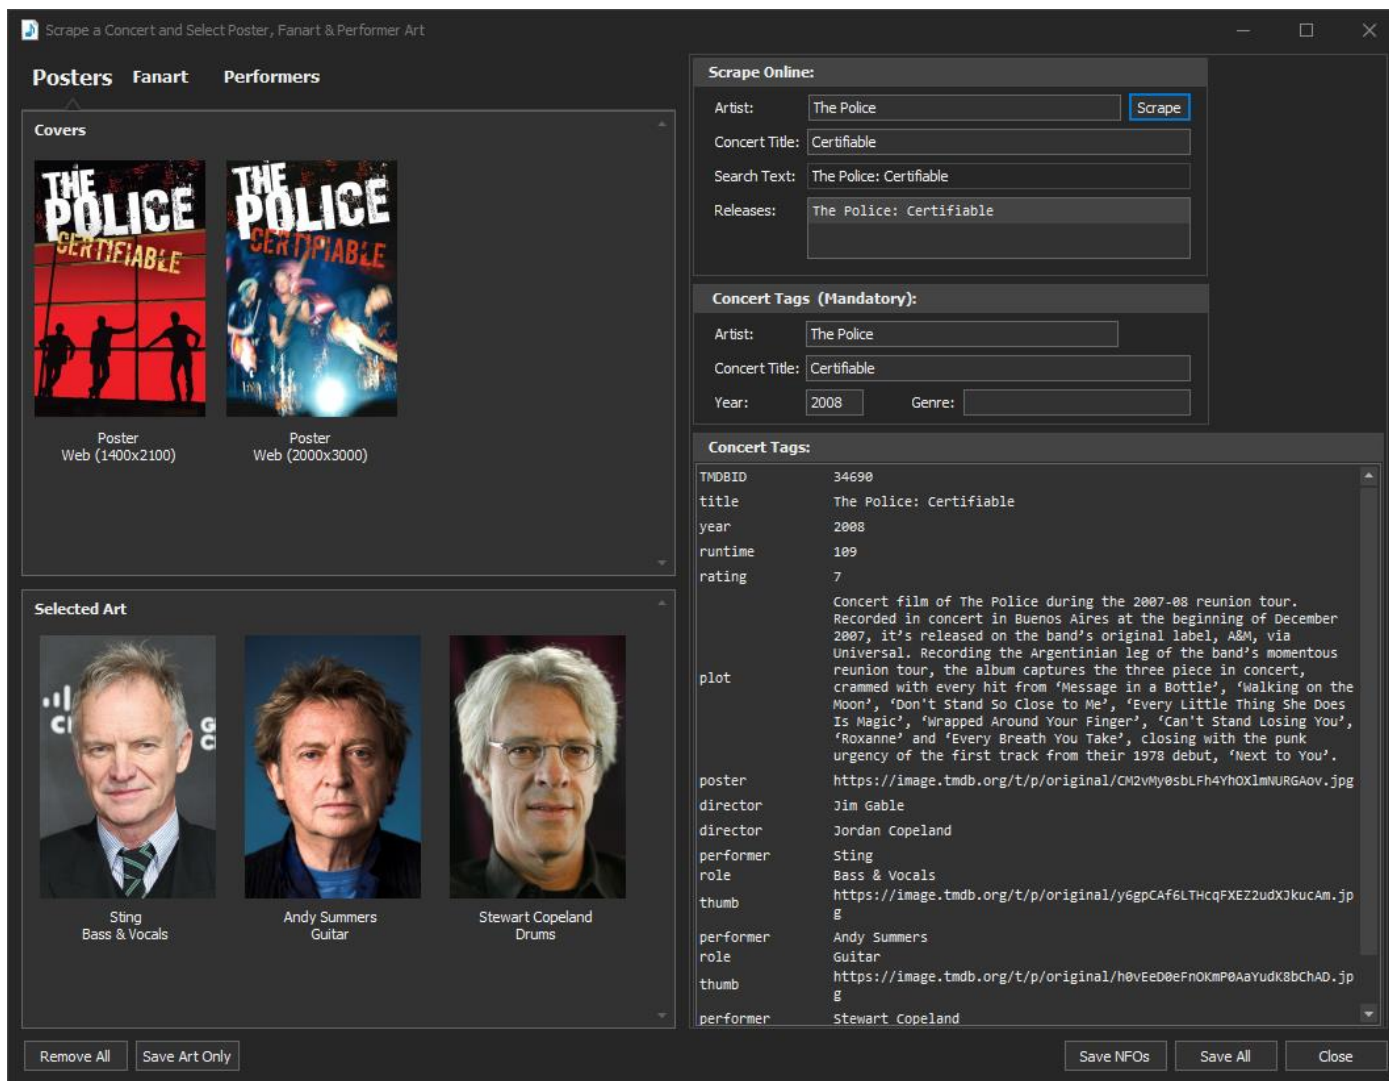 Scrape a Concert and Select Poster, Fanart & Performer Art
Posters Fanart Performers
Covers
THE
POLICE
CERTIFIABLE
THE
POLICE
CERTIFIABLE
Poster
Web (1400x2100)
Poster
Web (2000x3000)
Selected Art
Sting
Bass & Vocals
Andy Summers
Guitar
Stewart Copeland
Drums
Remove All Save Art Only
Scrape Online:
Artist: The Police Scrape
Concert Title: Certifiable
Search Text: The Police: Certifiable
Releases: The Police: Certifiable
Concert Tags (Mandatory):
Artist: The Police
Concert Title: Certifiable
Year: 2008 Genre:
Concert Tags:
TMDBID 34690
title The Police: Certifiable
year 2008
runtime 109
rating 7
plot Concert film of The Police during the 2007-08 reunion tour.
Recorded in concert in Buenos Aires at the beginning of December
2007, it’s released on the band’s original label, A&M, via
Universal. Recording the Argentinian leg of the band’s momentous
reunion tour, the album captures the three piece in concert,
crammed with every hit from ‘Message in a Bottle’, ‘Walking on the
Moon’, ‘Don't Stand So Close to Me’, ‘Every Little Thing She Does
Is Magic’, ‘Wrapped Around Your Finger’, ‘Can't Stand Losing You’,
‘Roxanne’ and ‘Every Breath You Take’, closing with the punk
urgency of the first track from their 1978 debut, ‘Next to You’.
poster https://image.tmdb.org/t/p/original/CM2vMy0sbLFh4YhOXlmNURGAov.jpg
director Jim Gable
director Jordan Copeland
performer Sting
role Bass & Vocals
thumb https://image.tmdb.org/t/p/original/y6gpCAf6LTHcqFXEZ2udXJkucAm.jp
g
performer Andy Summers
role Guitar
thumb https://image.tmdb.org/t/p/original/h0vEeD0eFnOKmP0AaYudK8bChAD.jp
g
performer Stewart Copeland
Save NFOs Save All Close